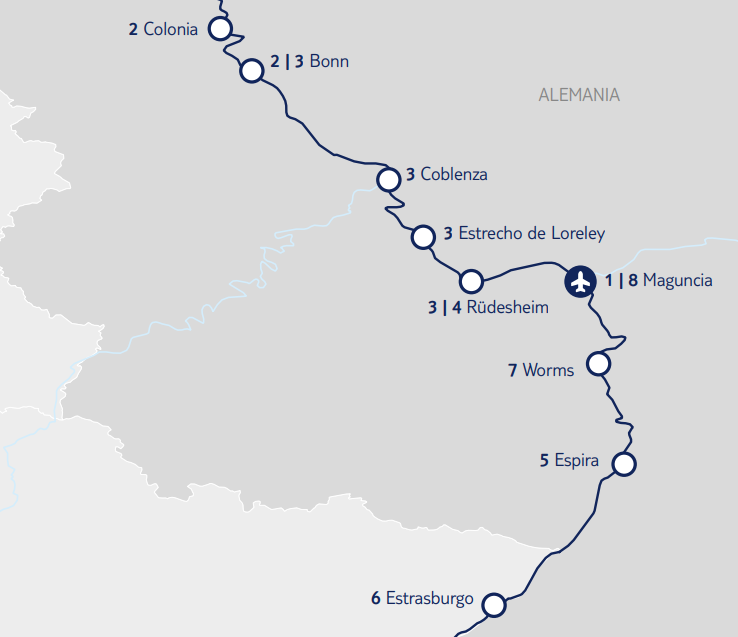 2 Colonia
2 | 3 Bonn
ALEMANIA
3 Coblenza
3 Estrecho de Loreley
1 | 8 Maguncia
3 | 4 Rüdesheim
7 Worms
5 Espira
6 Estrasburgo